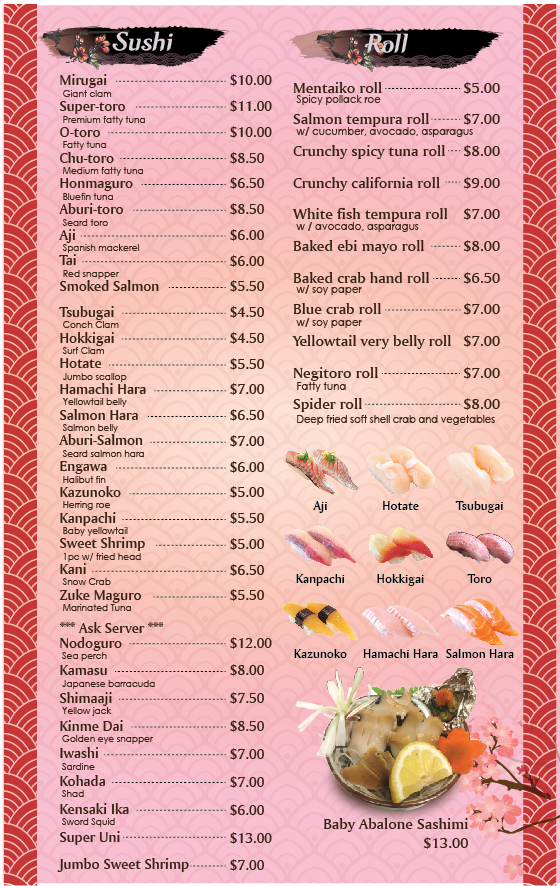 Sushi
Mirugai $10.00
Giant clam
Super-toro $11.00
Premium fatty tuna
O-toro $10.00
Fatty tuna
Chu-toro $8.50
Medium fatty tuna
Honmaguro $6.50
Bluefin tuna
Aburi-toro $8.50
Seard toro
Aji $6.00
Spanish mackerel
Tai $6.00
Red snapper
Smoked Salmon $5.50
Tsubugai $4.50
Conch Clam
Hokkigai $4.50
Surf Clam
Hotate $5.50
Jumbo scallop
Hamachi Hara $7.00
Yellowtail belly
Salmon Hara $6.50
Salmon belly
Aburi-Salmon $7.00
Seard salmon hara
Engawa $6.00
Halibut fin
Kazunoko $5.00
Herring roe
Kanpachi $5.50
Baby yellowtail
Sweet Shrimp $5.00
1pc w/ fried head
Kani $6.50
Snow Crab
Zuke Maguro $5.50
Marinated Tuna
*** Ask Server ***
Nodoguro $12.00
Sea perch
Kamasu $8.00
Japanese barracuda
Shimaaji $7.50
Yellow jack
Kinme Dai $8.50
Golden eye snapper
Iwashi $7.00
Sardine
Kohada $7.00
Shad
Kensaki Ika $6.00
Sword Squid
Super Uni $13.00
Jumbo Sweet Shrimp $7.00
Roll
Mentaiko roll $5.00
Spicy pollack roe
Salmon tempura roll $7.00
w/ cucumber, avocado, asparagus
Crunchy spicy tuna roll $8.00
Crunchy california roll $9.00
White fish tempura roll $7.00
w / avocado, asparagus
Baked ebi mayo roll $8.00
Baked crab hand roll $6.50
w/ soy paper
Blue crab roll $7.00
w/ soy paper
Yellowtail very belly roll $7.00
Negitoro roll $7.00
Fatty tuna
Spider roll $8.00
Deep fried soft shell crab and vegetables
Aji Hotate Tsubugai
Kanpachi Hokkigai Toro
Kazunoko Hamachi Hara Salmon Hara
Baby Abalone Sashimi
$13.00